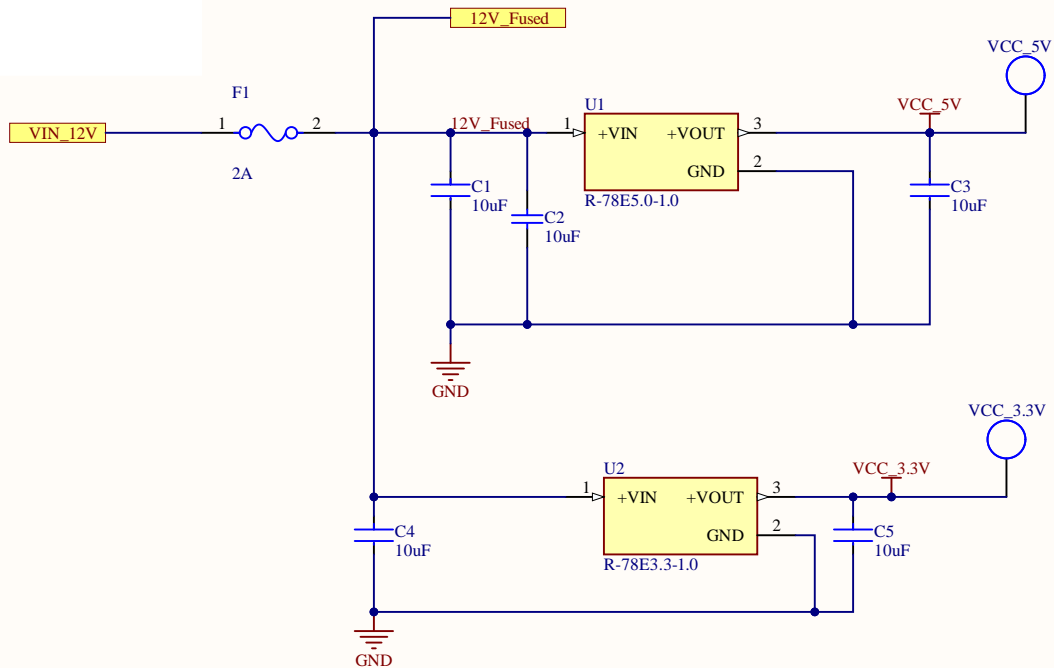 12V_Fused
VCC_5V
F1
U1
VCC_5V
VIN_12V
1
2
12V_Fused
1
+VIN
+VOUT
3
GND
2
2A
C1
10uF
R-78E5.0-1.0
C3
10uF
C2
10uF
GND
VCC_3.3V
U2
VCC_3.3V
1
+VIN
+VOUT
3
GND
2
C4
10uF
C5
10uF
R-78E3.3-1.0
GND